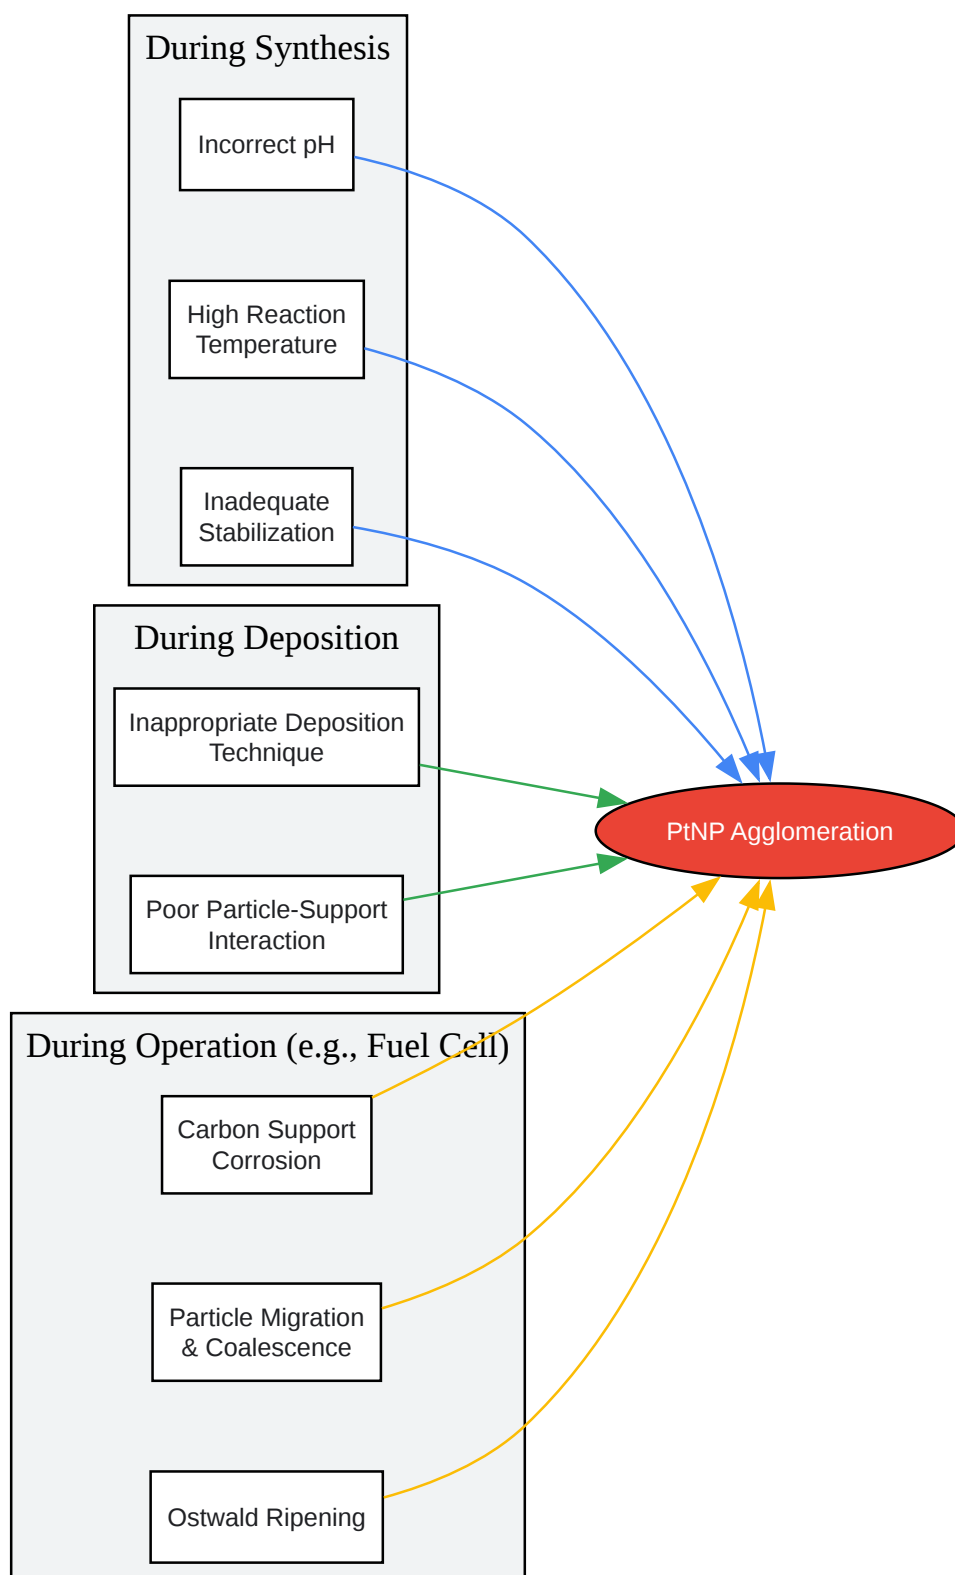 During Synthesis
Incorrect pH
High Reaction
Temperature
Inadequate
Stabilization
During Deposition
Inappropriate Deposition
Technique
Poor Particle-Support
Interaction
PtNP Agglomeration
During Operation (e.g., Fuel Cell)
Carbon Support
Corrosion
Particle Migration
& Coalescence
Ostwald Ripening